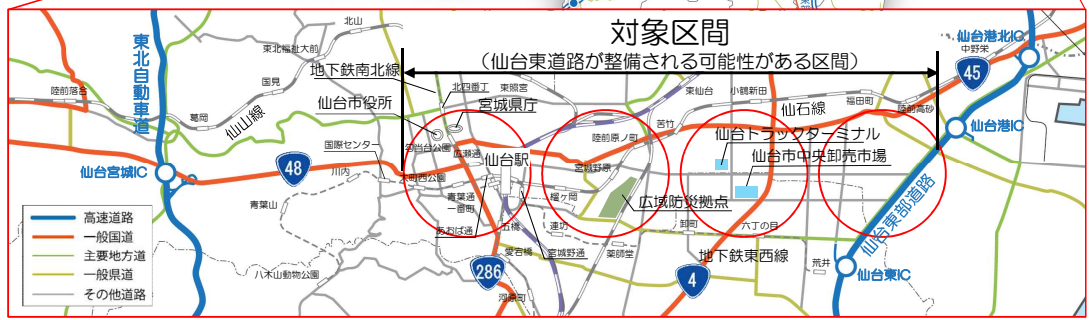 対象区間
(仙台東道路が整備される可能性がある区間)
東北自動車道
北山
東北福祉大前
国見
陸前落合
葛岡
仙山線
地下鉄南北線
北四番丁
東照宮
仙台市役所
宮城県庁
国際センター
勾当台公園
広瀬通
仙台駅
大町西公園
川内
青葉山
青葉通
一番町
あおば通
五橋
宮城野通
愛宕橋
連坊
河原町
八木山動物公園
榴ヶ岡
宮城野原
陸前原ノ町
苦竹
東仙台
小鶴新田
仙石線
福田町
陸前高砂
中野栄
仙台港北IC
45
仙台港IC
仙台東部道路
仙台東IC
仙台トラックターミナル
仙台市中央卸売市場
広域防災拠点
薬師堂
卸町
六丁の目
荒井
地下鉄東西線
4
286
48
仙台宮城IC
高速道路
一般国道
主要地方道
一般県道
その他道路